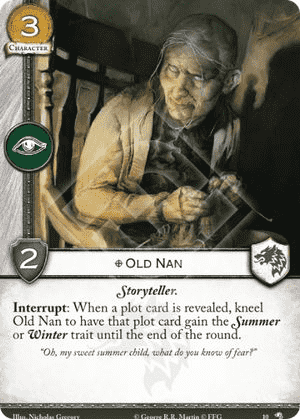 3
CHARACTER
2
OLD NAN
Storyteller.
Interrupt: When a plot card is revealed, kneel
Old Nan to have that plot card gain the Summer
or Winter trait until the end of the round.
"Oh, my sweet summer child, what do you know of fear?"
Illus. Nicholas Gregory © George R.R. Martin © FFG 10